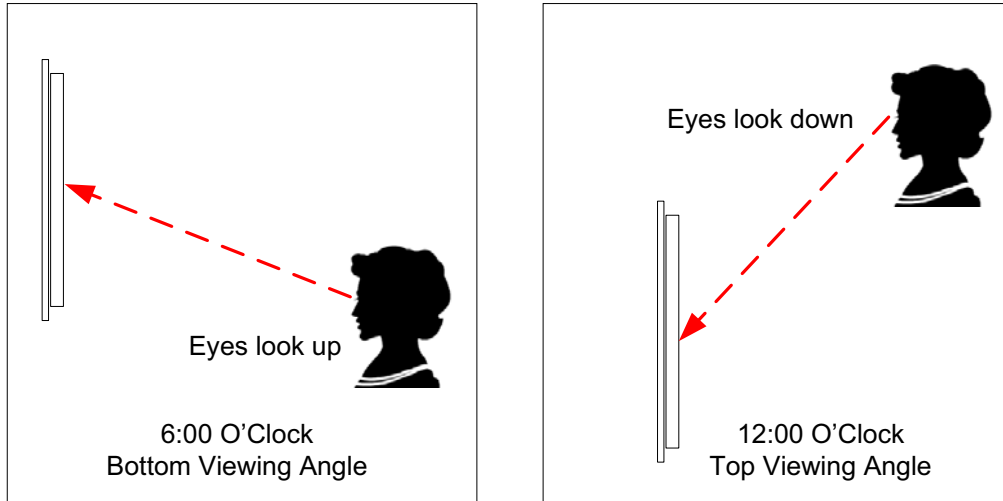 Eyes look up
6:00 O'Clock
Bottom Viewing Angle
Eyes look down
12:00 O'Clock
Top Viewing Angle